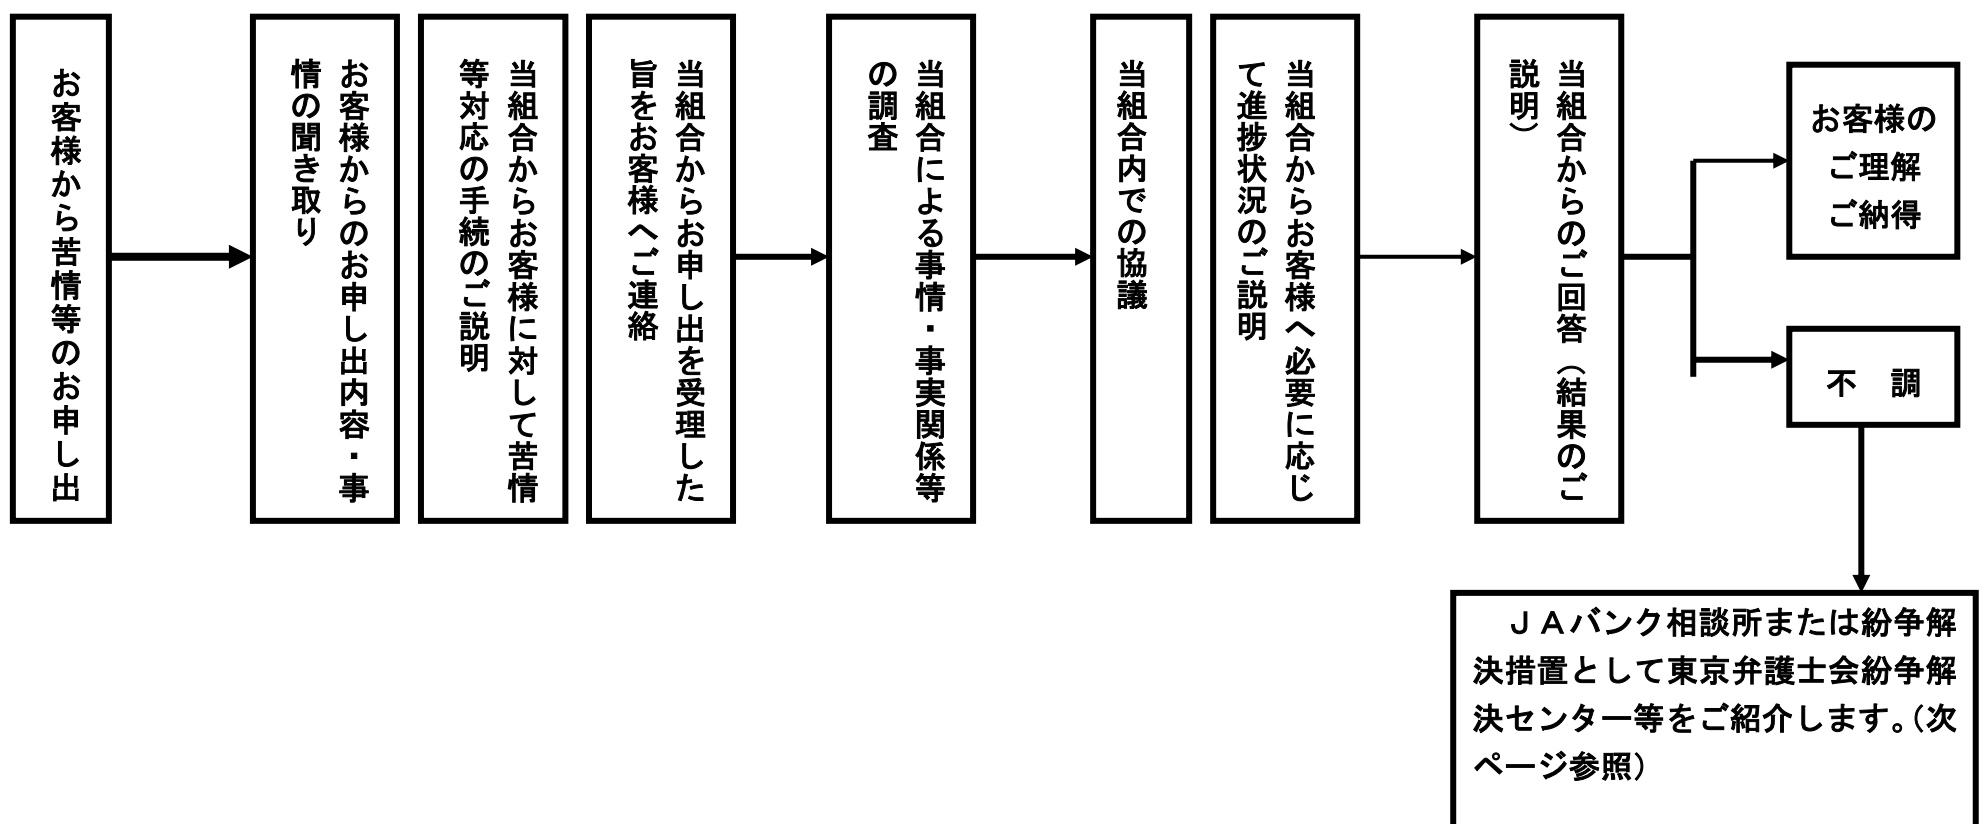 お客様から苦情等のお申し出
お客様からのお申し出内容・事
情の聞き取り
当組合からお客様に対して苦情
等対応の手続のご説明
当組合からお申し出を受理した
旨をお客様へご連絡
当組合による事情・事実関係等
の調査
当組合内での協議
当組合からお客様へ必要に応じ
て進捗状況のご説明
当組合からのご回答（結果のご
説明）
お客様の
ご理解
ご納得
不　調
ＪＡバンク相談所または紛争解
決措置として東京弁護士会紛争解
決センター等をご紹介します。（次
ページ参照）